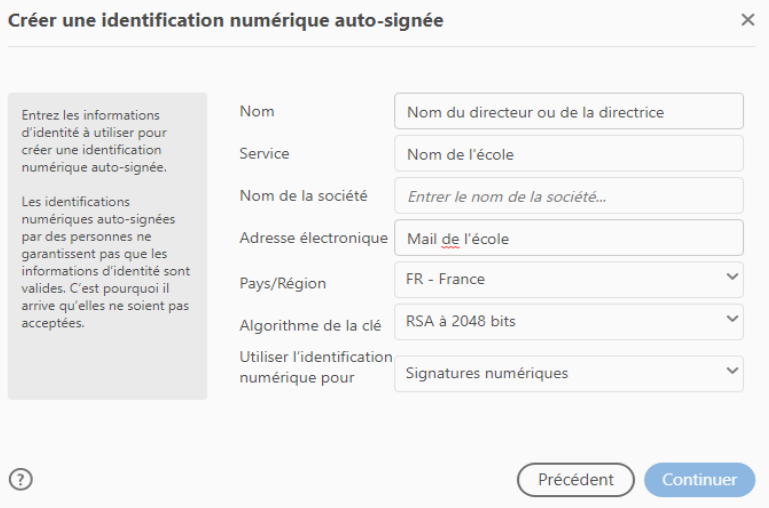 Créer une identification numérique auto-signée
Entrez les informations
d'identité à utiliser pour
créer une identification
numérique auto-signée.
Les identifications
numériques auto-signées
par des personnes ne
garantissent pas que les
informations d'identité sont
valides. C'est pourquoi il
arrive qu'elles ne soient pas
acceptées.
Nom
Nom du directeur ou de la directrice
Service
Nom de l'école
Nom de la société
Entrer le nom de la société...
Adresse électronique
Mail de l'école
Pays/Région
FR - France
Algorithme de la clé
RSA à 2048 bits
Utiliser l'identification
numérique pour
Signatures numériques
?
Précédent
Continuer